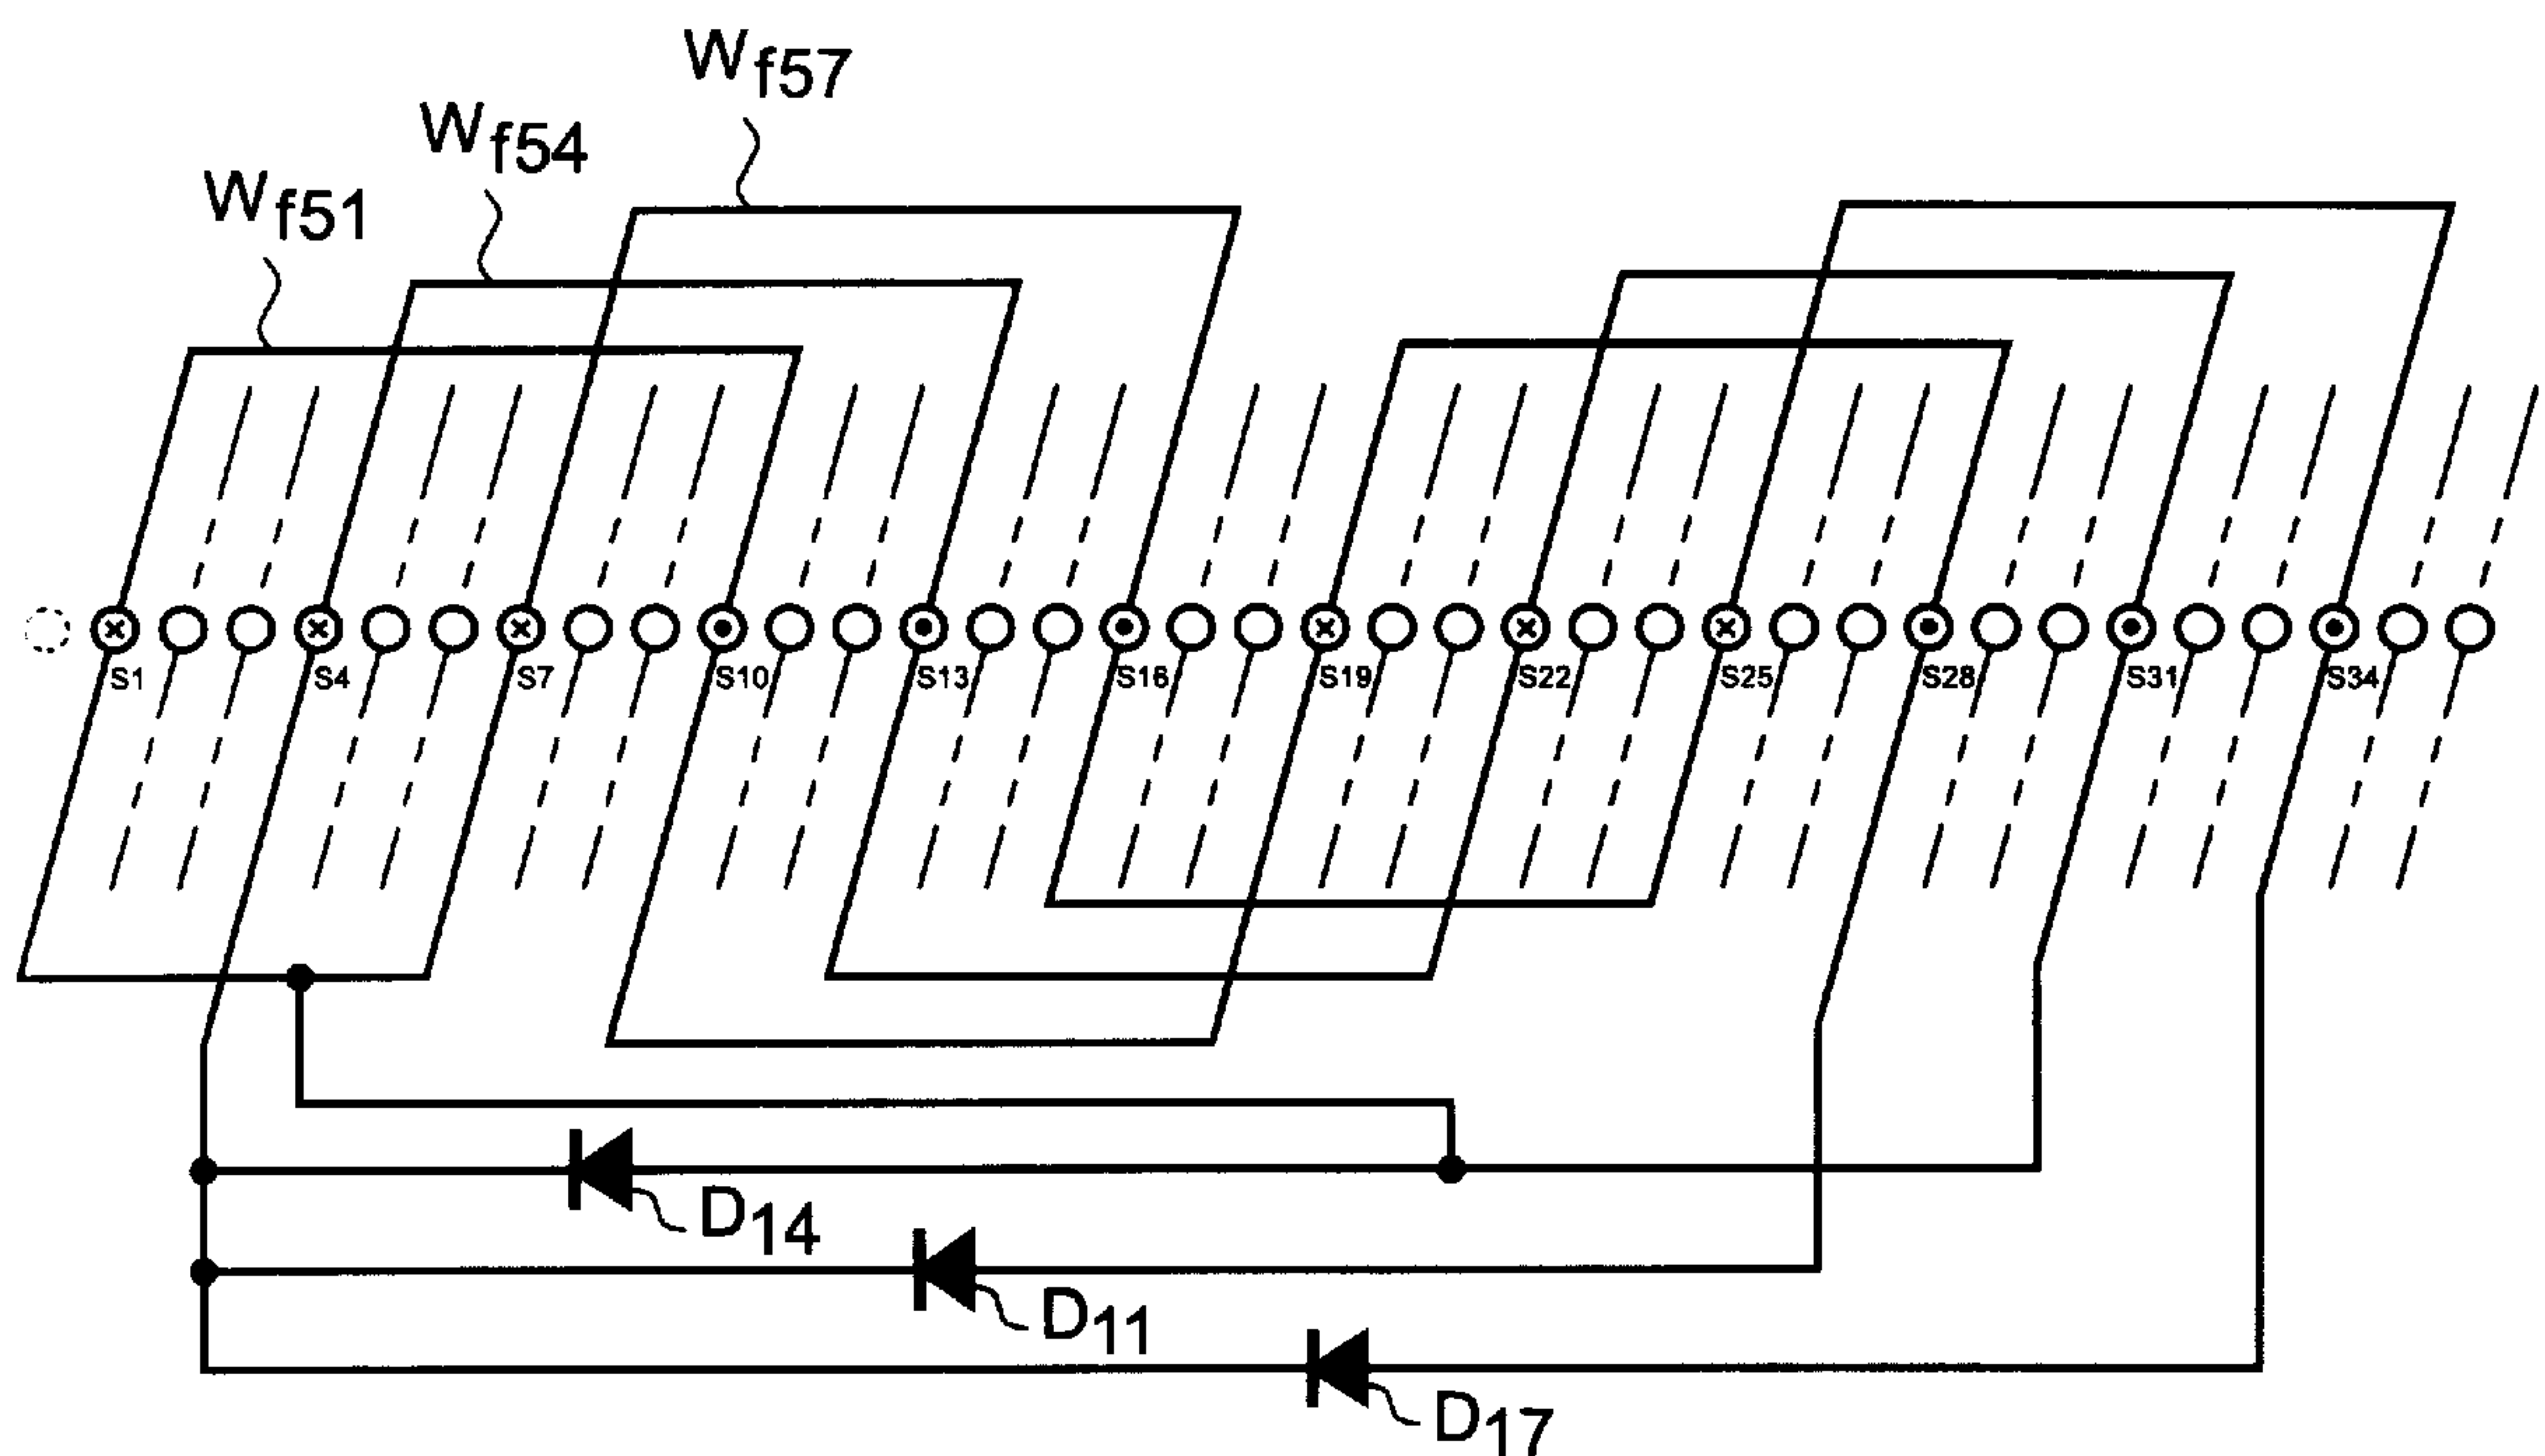 Wf57
Wf54
Wf51
S1 S4 S7 S10 S13 S16 S19 S22 S25 S28 S31 S34
D14
D11
D17